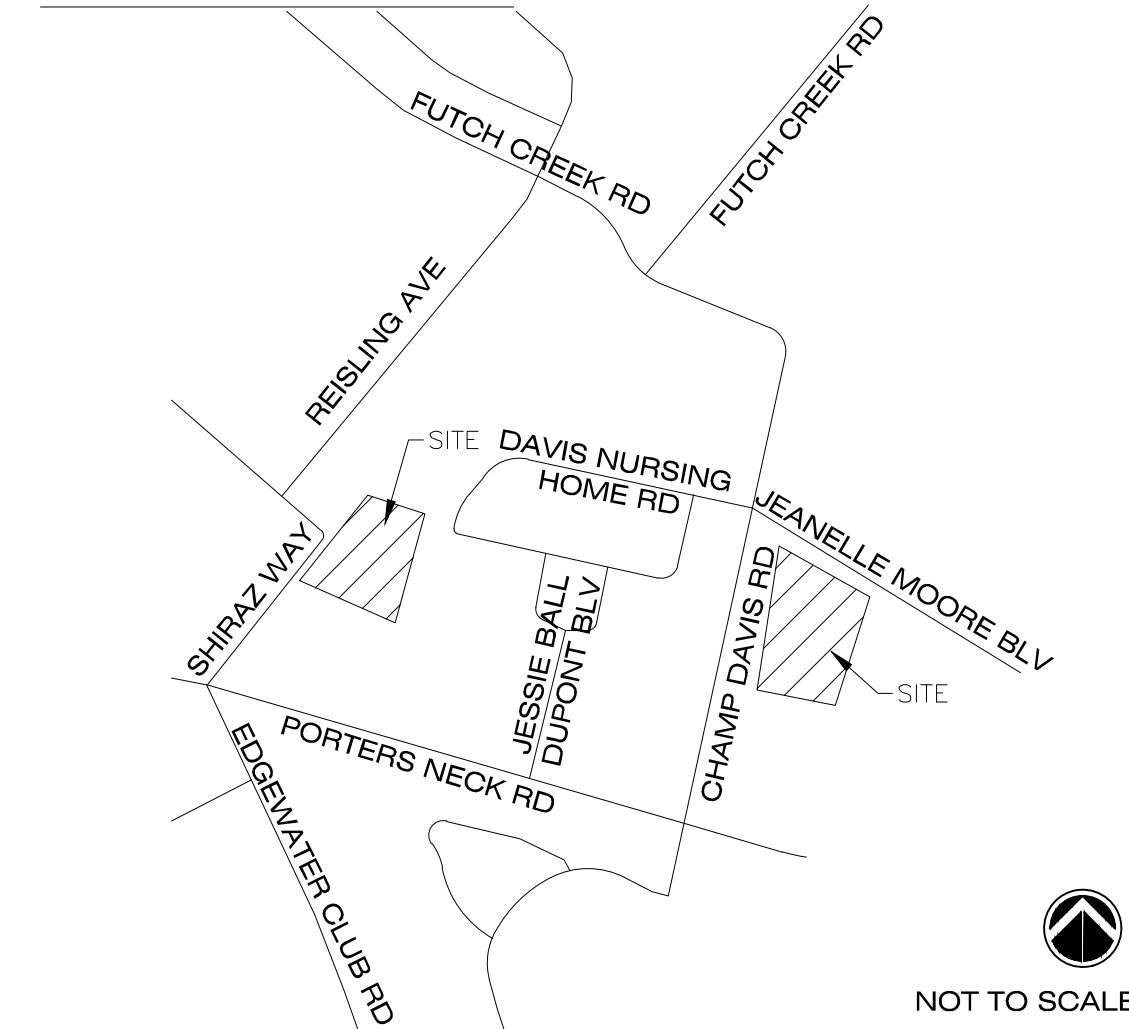 FUTCH CREEK RD
FUTCH CREEK RD
REISLING AVE
SITE
DAVIS NURSING
HOME RD
JEANELLE MOORE BLV
SHIRAZ WAY
JESSIE BALL
DUPONT BLV
CHAMP DAVIS RD
SITE
PORTERS NECK RD
EDGEWATER CLUB RD
NOT TO SCALE